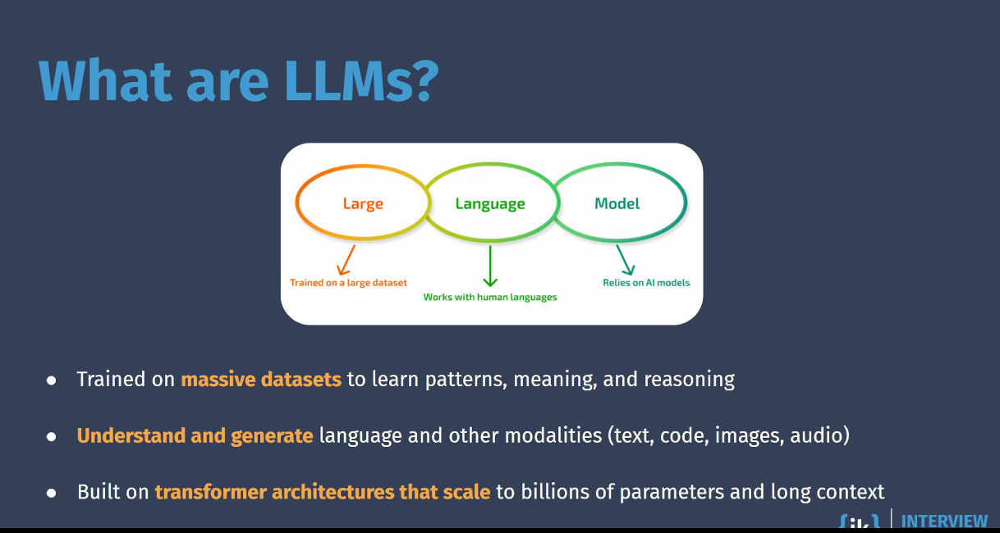 What are LLMs?
Large
Language
Model
Trained on a large dataset
Works with human languages
Relies on AI models
● Trained on massive datasets to learn patterns, meaning, and reasoning
● Understand and generate language and other modalities (text, code, images, audio)
● Built on transformer architectures that scale to billions of parameters and long context
{ik} INTERVIEW